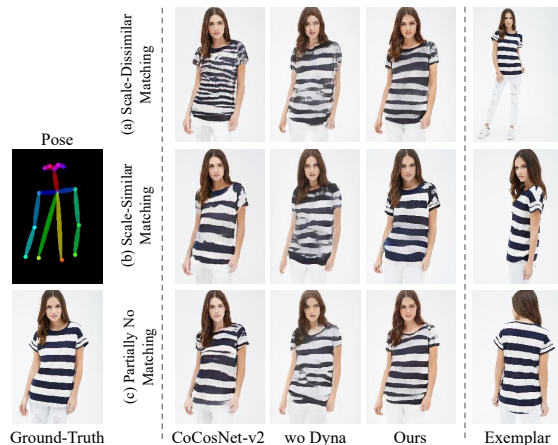 (a) Scale-Dissimilar
Matching
Pose
(b) Scale-Similar
Matching
(c) Partially No
Matching
Ground-Truth
CoCosNet-v2
wo Dyna
Ours
Exemplar